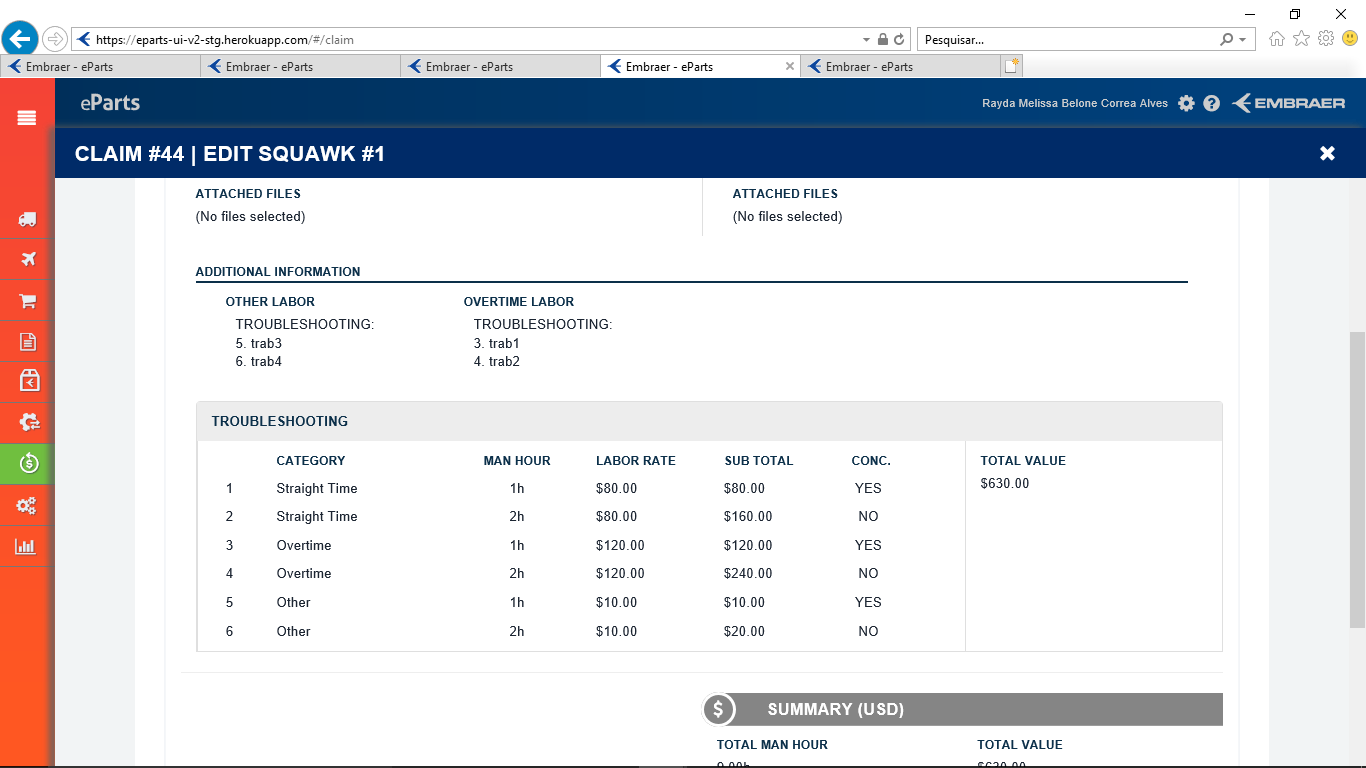 https://eparts-ui-v2-stg.herokuapp.com/#/claim
Pesquisar...
Embraer - eParts
Embraer - eParts
Embraer - eParts
Embraer - eParts
Embraer - eParts
eParts
Rayda Melissa Belone Correa Alves
EMBRAER
CLAIM #44 | EDIT SQUAWK #1
ATTACHED FILES
ATTACHED FILES
(No files selected)
(No files selected)
ADDITIONAL INFORMATION
OTHER LABOR
OVERTIME LABOR
TROUBLESHOOTING:
TROUBLESHOOTING:
5. trab3
3. trab1
6. trab4
4. trab2
TROUBLESHOOTING
CATEGORY MAN HOUR LABOR RATE SUB TOTAL CONC. TOTAL VALUE
$630.00
1 Straight Time 1h $80.00 $80.00 YES
2 Straight Time 2h $80.00 $160.00 NO
3 Overtime 1h $120.00 $120.00 YES
4 Overtime 2h $120.00 $240.00 NO
5 Other 1h $10.00 $10.00 YES
6 Other 2h $10.00 $20.00 NO
$ SUMMARY (USD)
TOTAL MAN HOUR TOTAL VALUE